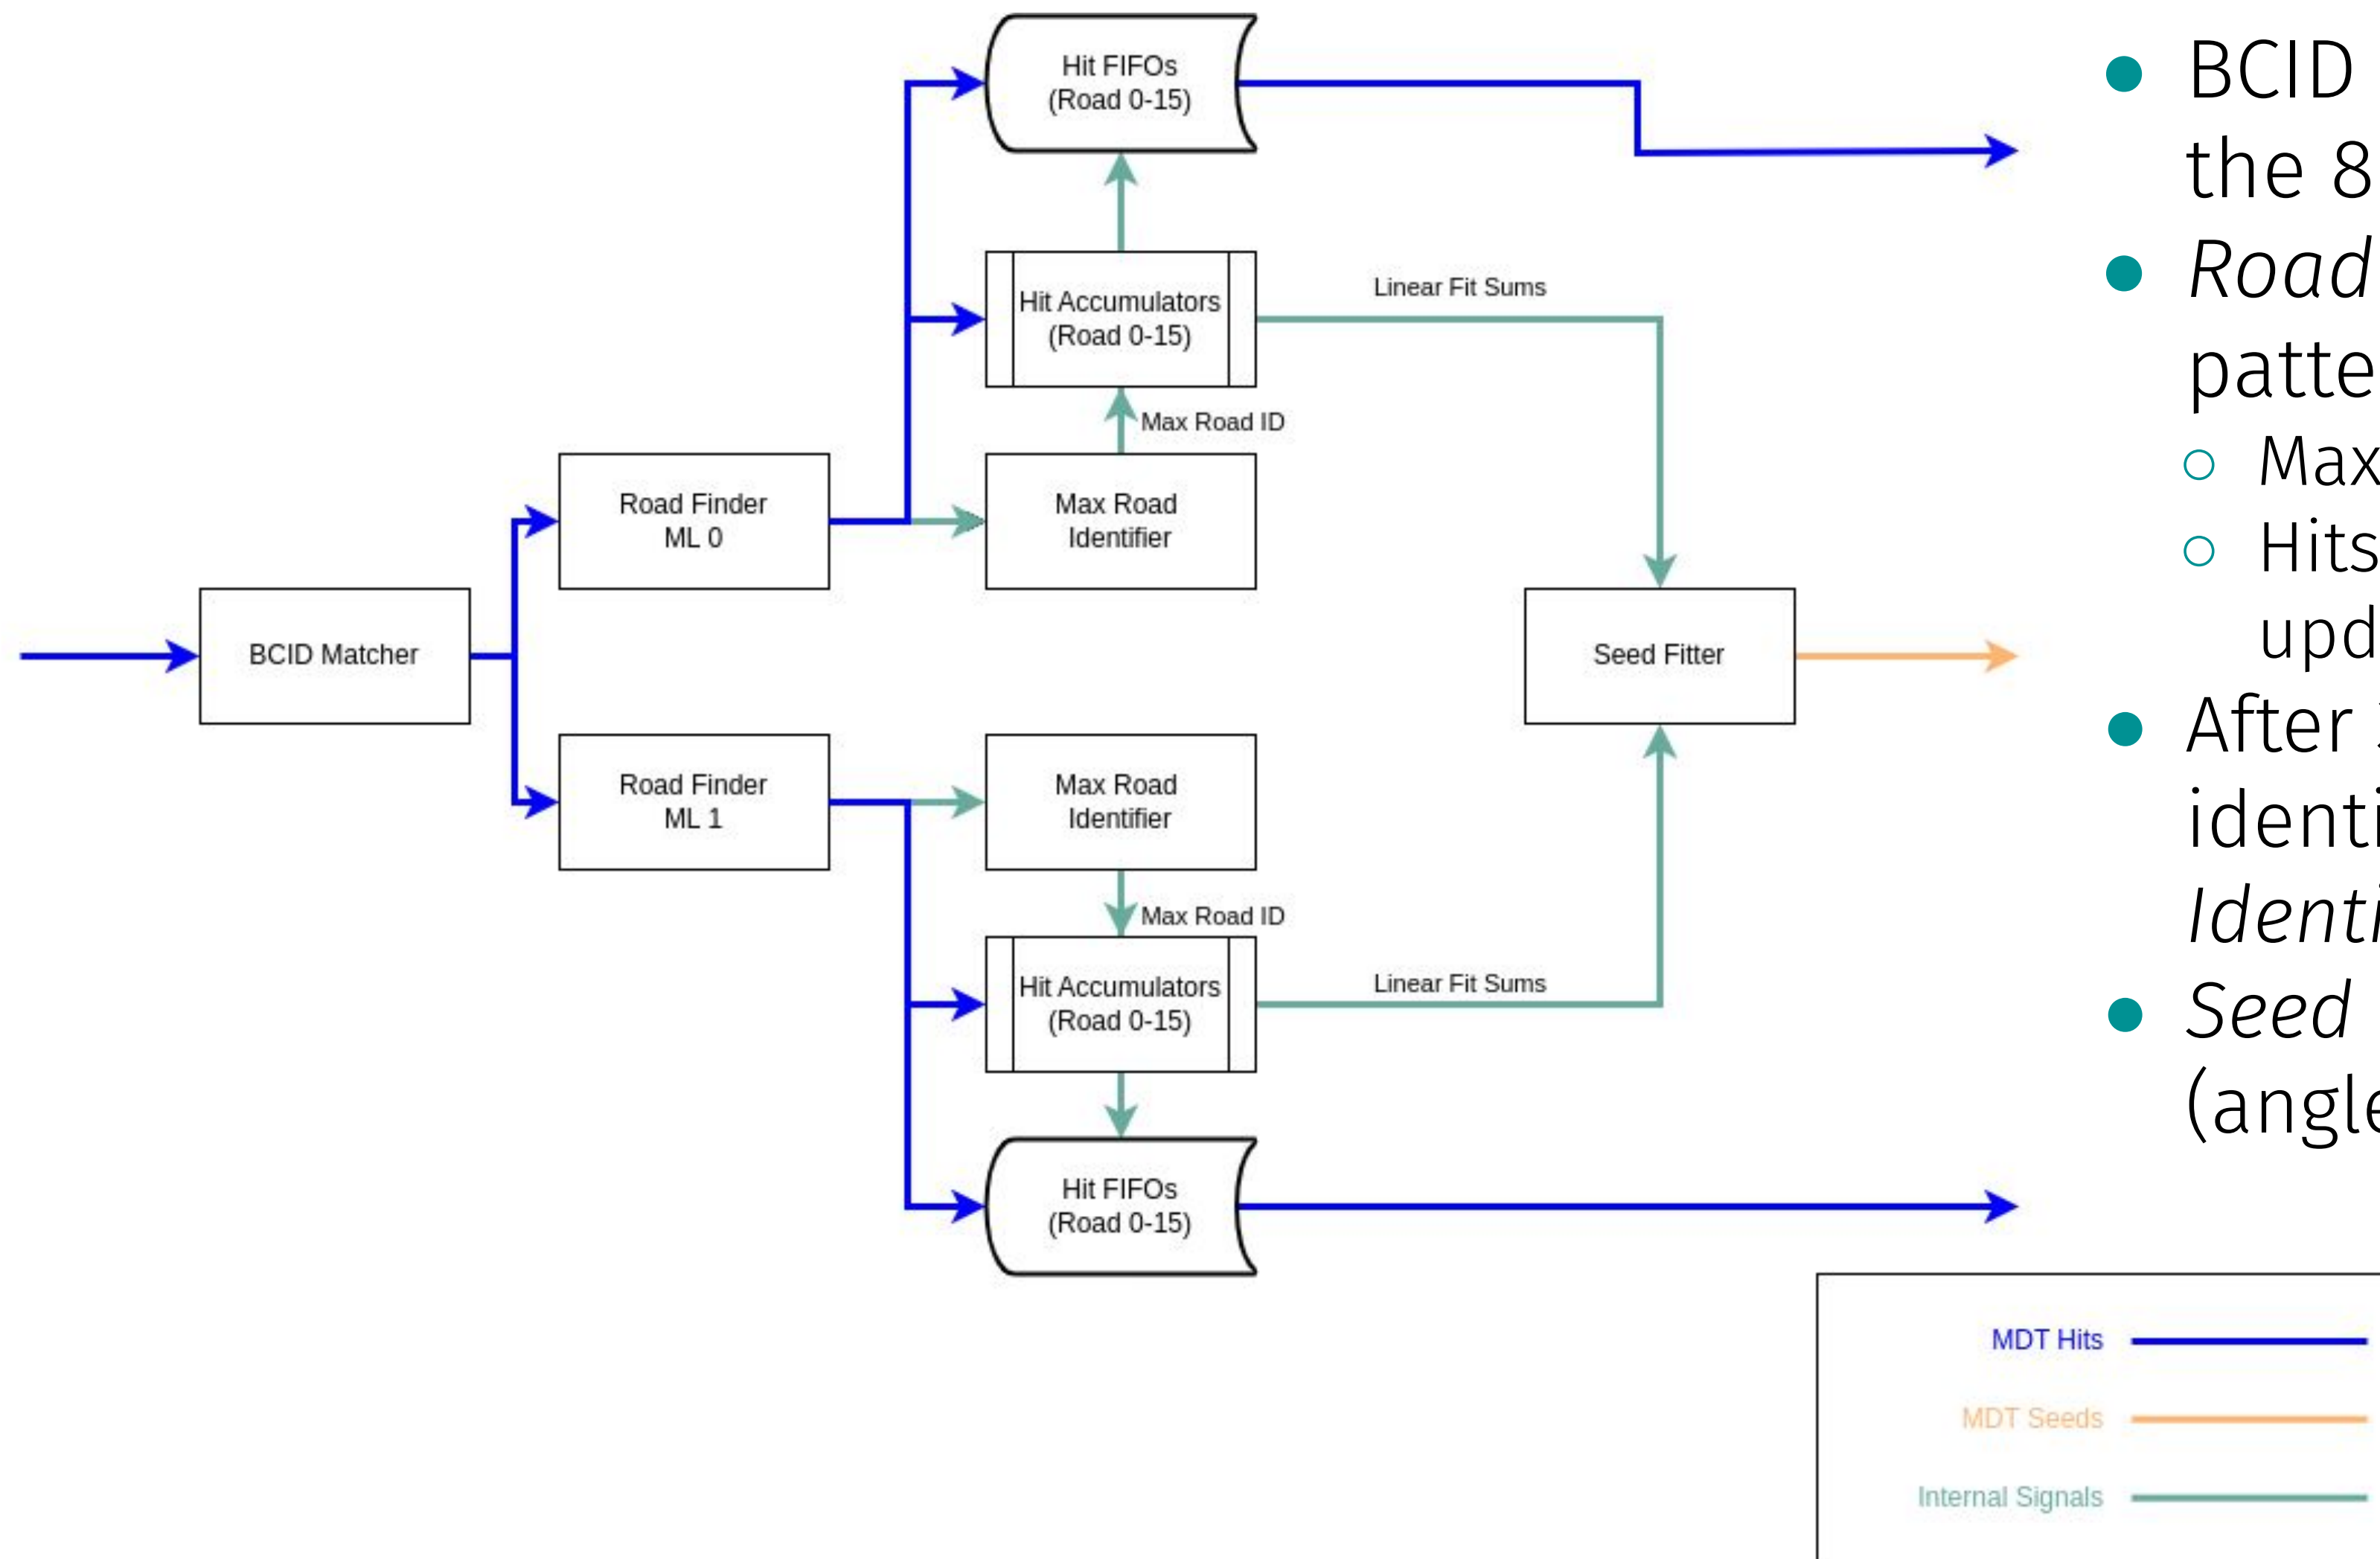 Hit FIFOs
(Road 0-15)
Hit Accumulators
(Road 0-15)
Linear Fit Sums
Max Road ID
Road Finder
ML 0
Max Road
Identifier
BCID Matcher
Seed Fitter
Road Finder
ML 1
Max Road
Identifier
Max Road ID
Hit Accumulators
(Road 0-15)
Linear Fit Sums
Hit FIFOs
(Road 0-15)
MDT Hits
MDT Seeds
Internal Signals
BCID
the 8
Road
patte
Max
Hits
upd
After
identi
Identi
Seed
(angle